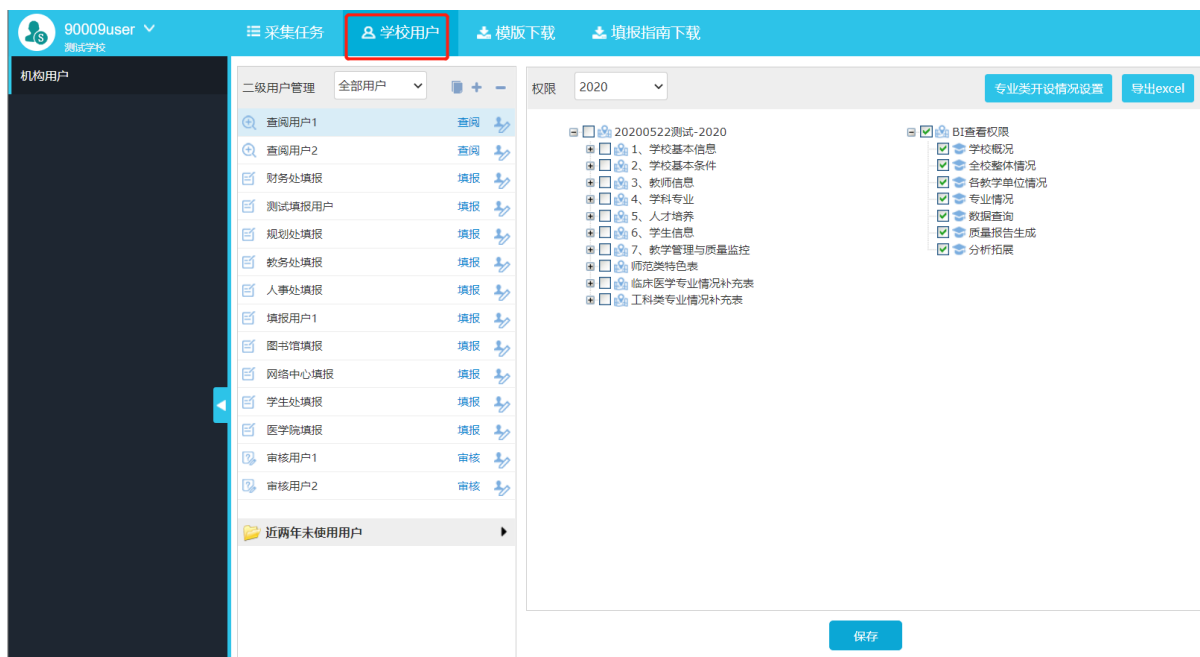 90009user
测试学校
采集任务
学校用户
模版下载
填报指南下载
机构用户
二级用户管理 全部用户
查阅用户1 查阅
查阅用户2 查阅
财务处填报 填报
测试填报用户 填报
规划处填报 填报
教务处填报 填报
人事处填报 填报
填报用户1 填报
图书馆填报 填报
网络中心填报 填报
学生处填报 填报
医学院填报 填报
审核用户1 审核
审核用户2 审核
近两年未使用用户
权限 2020 专业类开设情况设置 导出excel
20200522测试-2020
1、学校基本信息
2、学校基本条件
3、教师信息
4、学科专业
5、人才培养
6、学生信息
7、教学管理与质量监控
师范类特色表
临床医学专业情况补充表
工科类专业情况补充表
BI查看权限
学校概况
全校整体情况
各教学单位情况
专业情况
数据查询
质量报告生成
分析拓展
保存